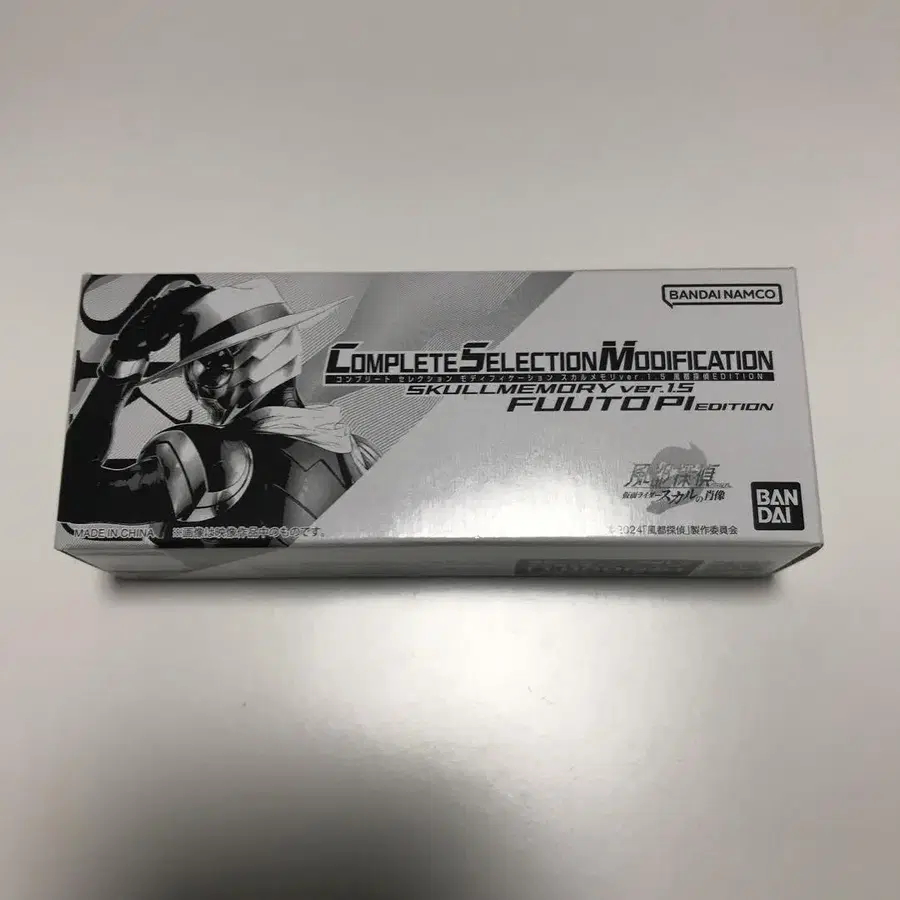 BANDAI NAMCO
COMPLETE SELECTION MODIFICATION
コンプリート セレクション モディフィケーション スカルメモリver.1.5 風都探偵EDITION
SKULLMEMORY ver.1.5
FUUTO PI EDITION
風都探偵
仮面ライダースカルの肖像
BAN
DAI
MADE IN CHINA ※画像は映像作品中のものです。
©2024「風都探偵」製作委員会